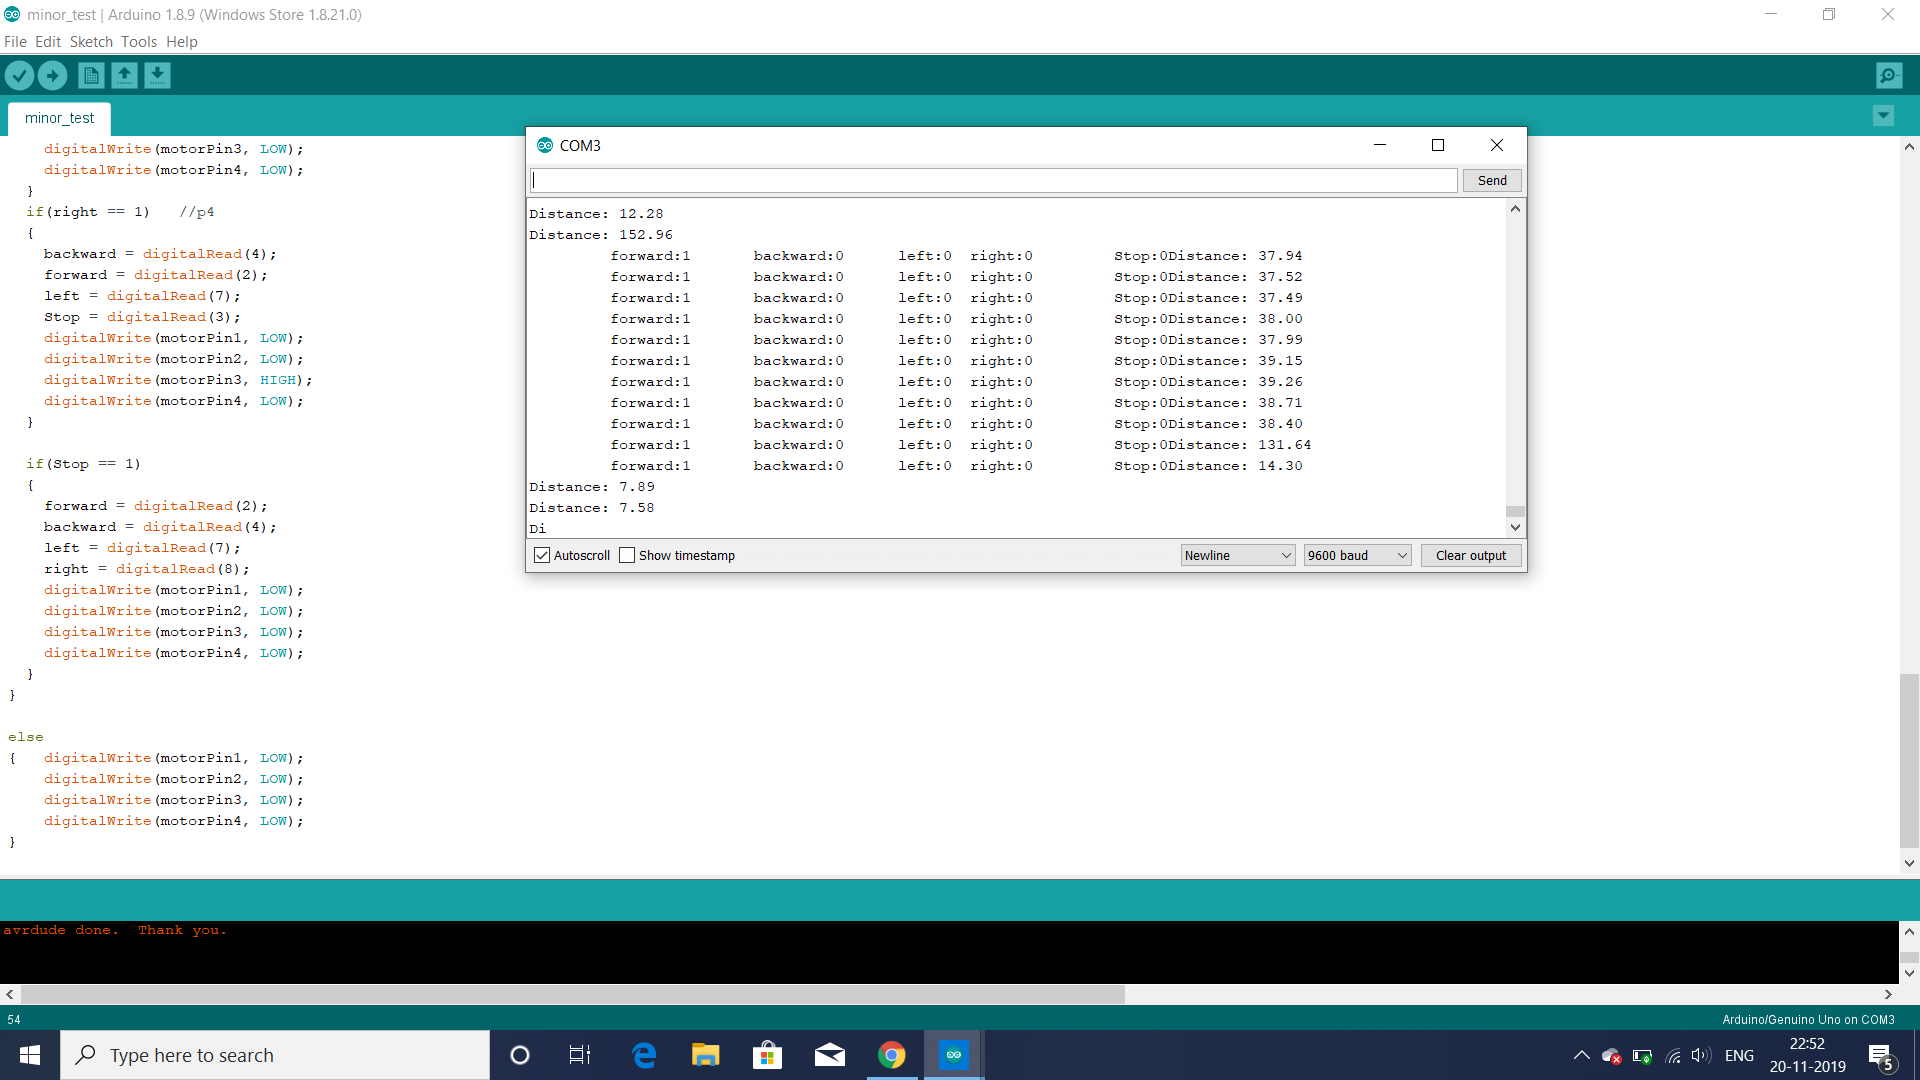 minor_test | Arduino 1.8.9 (Windows Store 1.8.21.0)
File Edit Sketch Tools Help
minor_test
digitalWrite(motorPin3, LOW);
digitalWrite(motorPin4, LOW);
}
if(right == 1) //p4
{
backward = digitalRead(4);
forward = digitalRead(2);
left = digitalRead(7);
Stop = digitalRead(3);
digitalWrite(motorPin1, LOW);
digitalWrite(motorPin2, LOW);
digitalWrite(motorPin3, HIGH);
digitalWrite(motorPin4, LOW);
}
if(Stop == 1)
{
forward = digitalRead(2);
backward = digitalRead(4);
left = digitalRead(7);
right = digitalRead(8);
digitalWrite(motorPin1, LOW);
digitalWrite(motorPin2, LOW);
digitalWrite(motorPin3, LOW);
digitalWrite(motorPin4, LOW);
}
}
else
{ digitalWrite(motorPin1, LOW);
digitalWrite(motorPin2, LOW);
digitalWrite(motorPin3, LOW);
digitalWrite(motorPin4, LOW);
}
COM3
Send
Distance: 12.28
Distance: 152.96
forward:1 backward:0 left:0 right:0 Stop:0Distance: 37.94
forward:1 backward:0 left:0 right:0 Stop:0Distance: 37.52
forward:1 backward:0 left:0 right:0 Stop:0Distance: 37.49
forward:1 backward:0 left:0 right:0 Stop:0Distance: 38.00
forward:1 backward:0 left:0 right:0 Stop:0Distance: 37.99
forward:1 backward:0 left:0 right:0 Stop:0Distance: 39.15
forward:1 backward:0 left:0 right:0 Stop:0Distance: 39.26
forward:1 backward:0 left:0 right:0 Stop:0Distance: 38.71
forward:1 backward:0 left:0 right:0 Stop:0Distance: 38.40
forward:1 backward:0 left:0 right:0 Stop:0Distance: 131.64
forward:1 backward:0 left:0 right:0 Stop:0Distance: 14.30
Distance: 7.89
Distance: 7.58
Di
Autoscroll Show timestamp Newline 9600 baud Clear output
avrdude done. Thank you.
54 Arduino/Genuino Uno on COM3
Type here to search ENG 22:52
20-11-2019 5